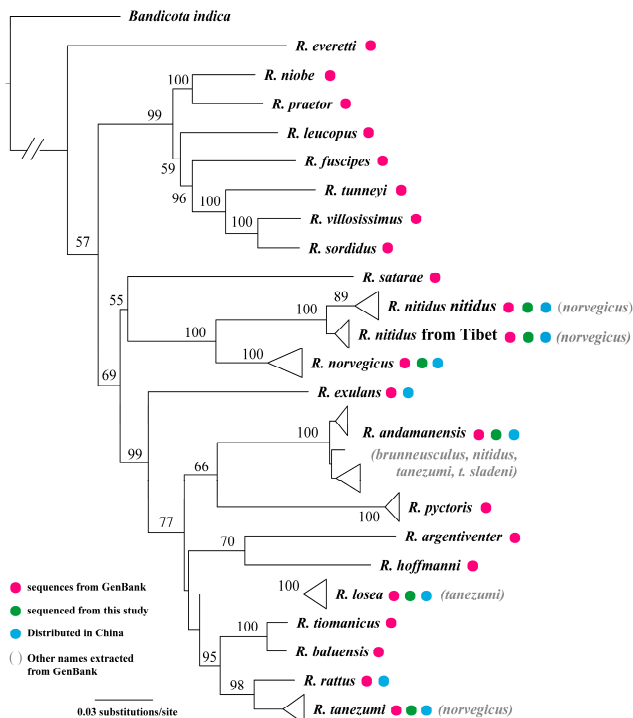 Bandicota indica
R. everetti
R. niobe
100
R. praetor
99
R. leucopus
59
R. fuscipes
96
R. tunneyi
100
R. villosissimus
100
R. sordidus
57
R. satarae
55
89
R. nitidus nitidus (norvegicus)
100
R. nitidus from Tibet (norvegicus)
100
100
R. norvegicus
69
R. exulans
100
R. andamanensis
(brunneusculus, nitidus,
tanezumi, t. sladeni)
99
66
R. pyctoris
100
77
R. argentiventer
70
R. hoffmanni
100
R. losea (tanezumi)
R. tiomanicus
100
R. baluensis
95
R. rattus
98
R. tanezumi (norvegicus)
sequences from GenBank
sequenced from this study
Distributed in China
( ) Other names extracted
from GenBank
0.03 substitutions/site